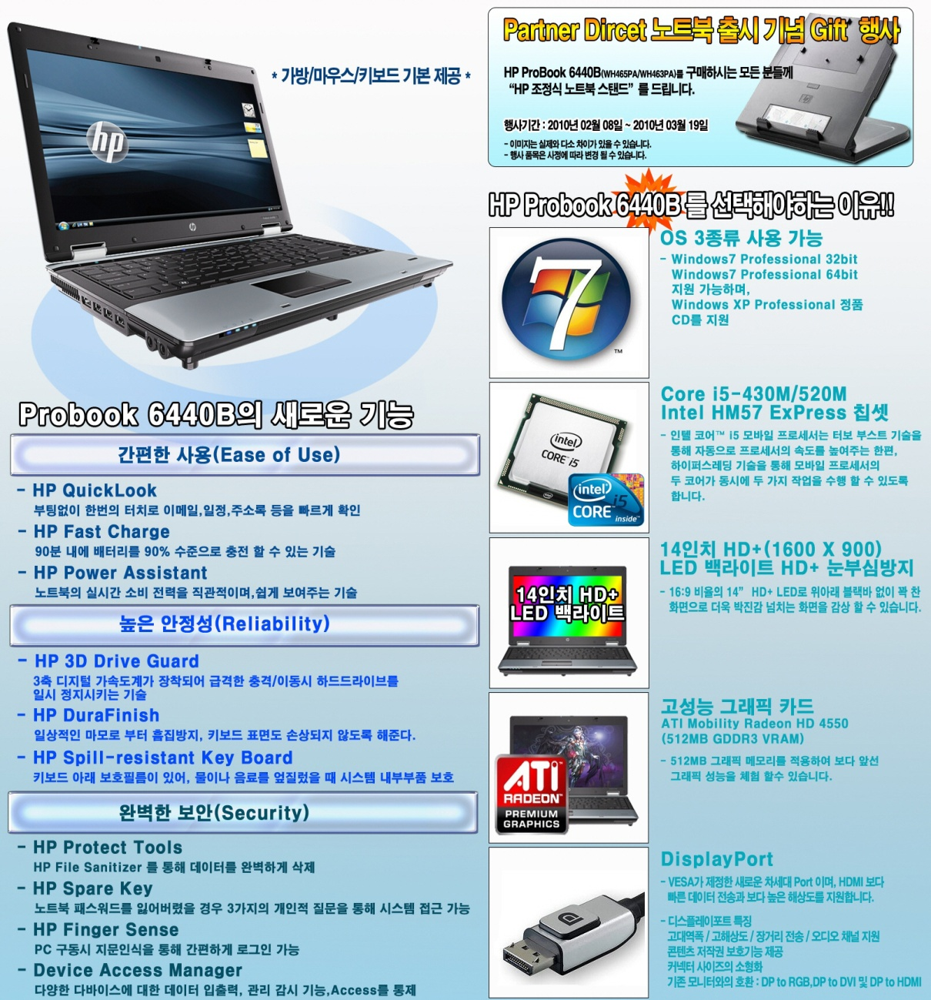 * 가방/마우스/키보드 기본 제공 *
hp
Probook 6440B의 새로운 기능
간편한 사용(Ease of Use)
- HP QuickLook
부팅없이 한번의 터치로 이메일,일정,주소록 등을 빠르게 확인
- HP Fast Charge
90분 내에 배터리를 90% 수준으로 충전 할 수 있는 기술
- HP Power Assistant
노트북의 실시간 소비 전력을 직관적이며,쉽게 보여주는 기술
높은 안정성(Reliability)
- HP 3D Drive Guard
3축 디지털 가속도계가 장착되어 급격한 충격/이동시 하드드라이브를
일시 정지시키는 기술
- HP DuraFinish
일상적인 마모로 부터 흠집방지, 키보드 표면도 손상되지 않도록 해준다.
- HP Spill-resistant Key Board
키보드 아래 보호필름이 있어, 물이나 음료를 엎질렀을 때 시스템 내부부품 보호
완벽한 보안(Security)
- HP Protect Tools
HP File Sanitizer 를 통해 데이터를 완벽하게 삭제
- HP Spare Key
노트북 패스워드를 잃어버렸을 경우 3가지의 개인적 질문을 통해 시스템 접근 가능
- HP Finger Sense
PC 구동시 지문인식을 통해 간편하게 로그인 가능
- Device Access Manager
다양한 다바이스에 대한 데이터 입출력, 관리 감시 기능,Access를 통제
Partner Dircet 노트북 출시 기념 Gift 행사
HP ProBook 6440B(WH465PA/WH463PA)를 구매하시는 모든 분들께
“HP 조정식 노트북 스탠드” 를 드립니다.
행사기간 : 2010년 02월 08일 ~ 2010년 03월 19일
- 이미지는 실제와 다소 차이가 있을 수 있습니다.
- 행사 품목은 사정에 따라 변경 될 수 있습니다.
HP Probook 6440B 를 선택해야하는 이유!!
7
TM
OS 3종류 사용 가능
- Windows7 Professional 32bit
Windows7 Professional 64bit
지원 가능하며,
Windows XP Professional 정품
CD를 지원
intel
CORE i5
intel
CORE i5
inside™
Core i5-430M/520M
Intel HM57 ExPress 칩셋
- 인텔 코어™ i5 모바일 프로세서는 터보 부스트 기술을
통해 자동으로 프로세서의 속도를 높여주는 한편,
하이퍼스레딩 기술을 통해 모바일 프로세서의
두 코어가 동시에 두 가지 작업을 수행 할 수 있도록
합니다.
14인치 HD+
LED 백라이트
14인치 HD+(1600 X 900)
LED 백라이트 HD+ 눈부심방지
- 16:9 비율의 14” HD+ LED로 위아래 블랙바 없이 꽉 찬
화면으로 더욱 박진감 넘치는 화면을 감상 할 수 있습니다.
ATI
RADEON™
PREMIUM
GRAPHICS
고성능 그래픽 카드
ATI Mobility Radeon HD 4550
(512MB GDDR3 VRAM)
- 512MB 그래픽 메모리를 적용하여 보다 앞선
그래픽 성능을 체험 할수 있습니다.
DisplayPort
- VESA가 제정한 새로운 차세대 Port 이며, HDMI 보다
빠른 데이터 전송과 보다 높은 해상도를 지원합니다.
- 디스플레이포트 특징
고대역폭 / 고해상도 / 장거리 전송 / 오디오 채널 지원
콘텐츠 저작권 보호기능 제공
커넥터 사이즈의 소형화
기존 모니터와의 호환 : DP to RGB,DP to DVI 및 DP to HDMI